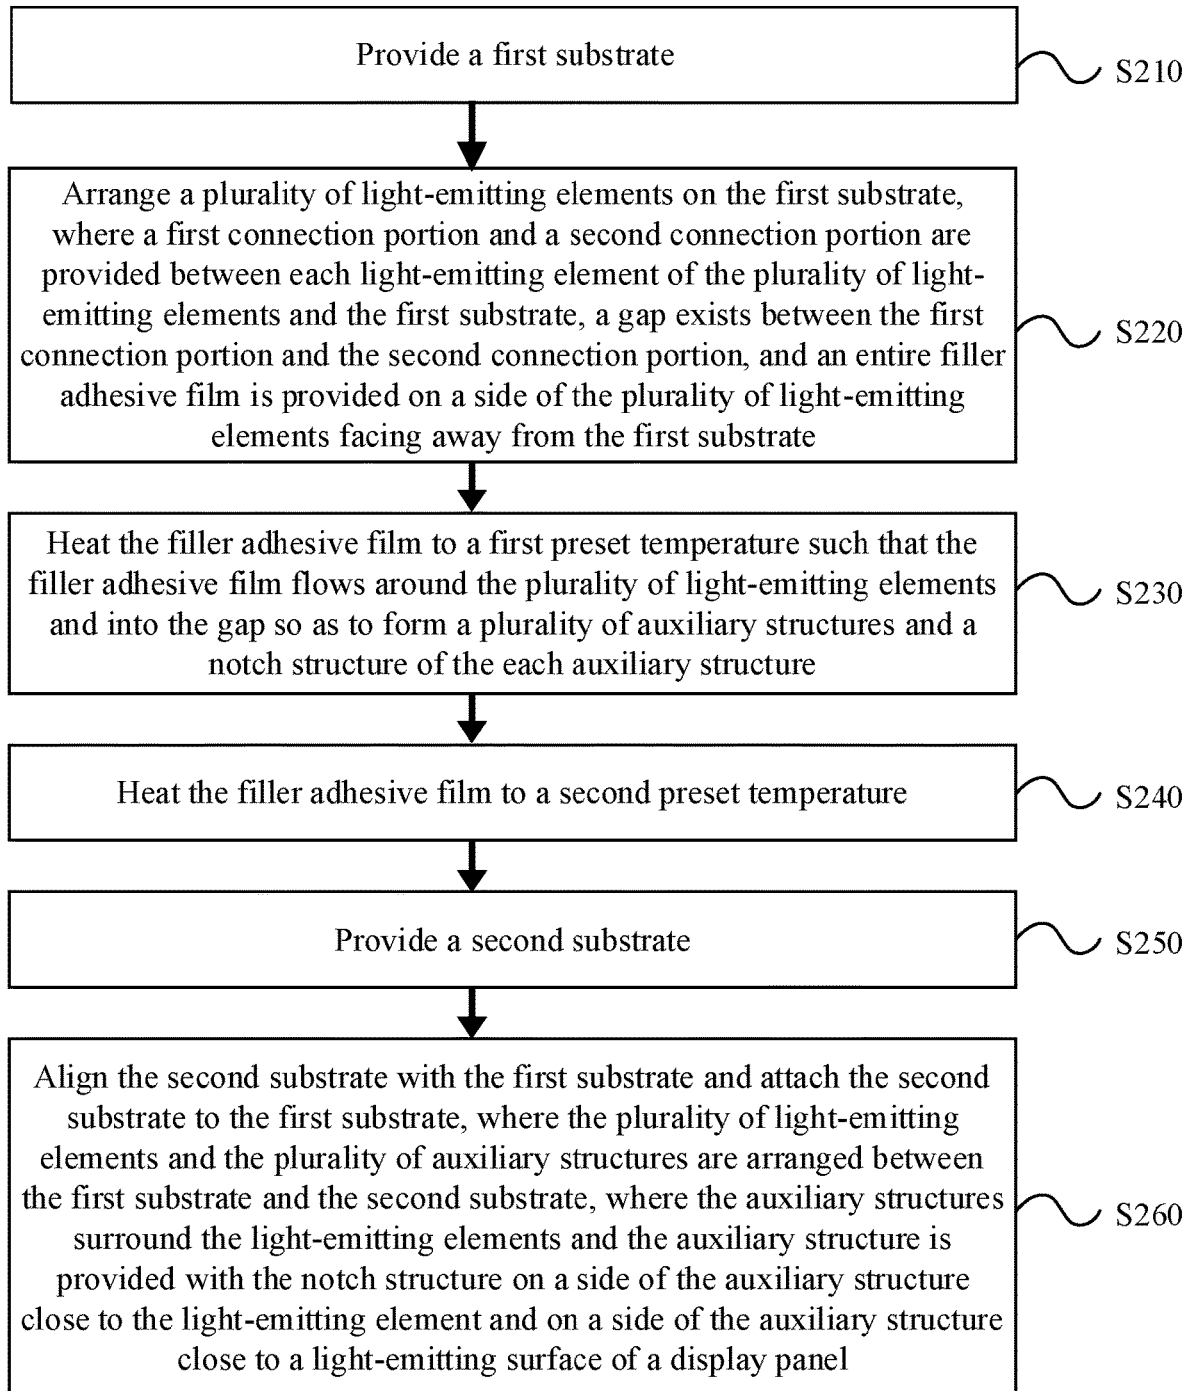 Provide a first substrate
S210
Arrange a plurality of light-emitting elements on the first substrate,
where a first connection portion and a second connection portion are
provided between each light-emitting element of the plurality of light-
emitting elements and the first substrate, a gap exists between the first
connection portion and the second connection portion, and an entire filler
adhesive film is provided on a side of the plurality of light-emitting
elements facing away from the first substrate
S220
Heat the filler adhesive film to a first preset temperature such that the
filler adhesive film flows around the plurality of light-emitting elements
and into the gap so as to form a plurality of auxiliary structures and a
notch structure of the each auxiliary structure
S230
Heat the filler adhesive film to a second preset temperature
S240
Provide a second substrate
S250
Align the second substrate with the first substrate and attach the second
substrate to the first substrate, where the plurality of light-emitting
elements and the plurality of auxiliary structures are arranged between
the first substrate and the second substrate, where the auxiliary structures
surround the light-emitting elements and the auxiliary structure is
provided with the notch structure on a side of the auxiliary structure
close to the light-emitting element and on a side of the auxiliary structure
close to a light-emitting surface of a display panel
S260